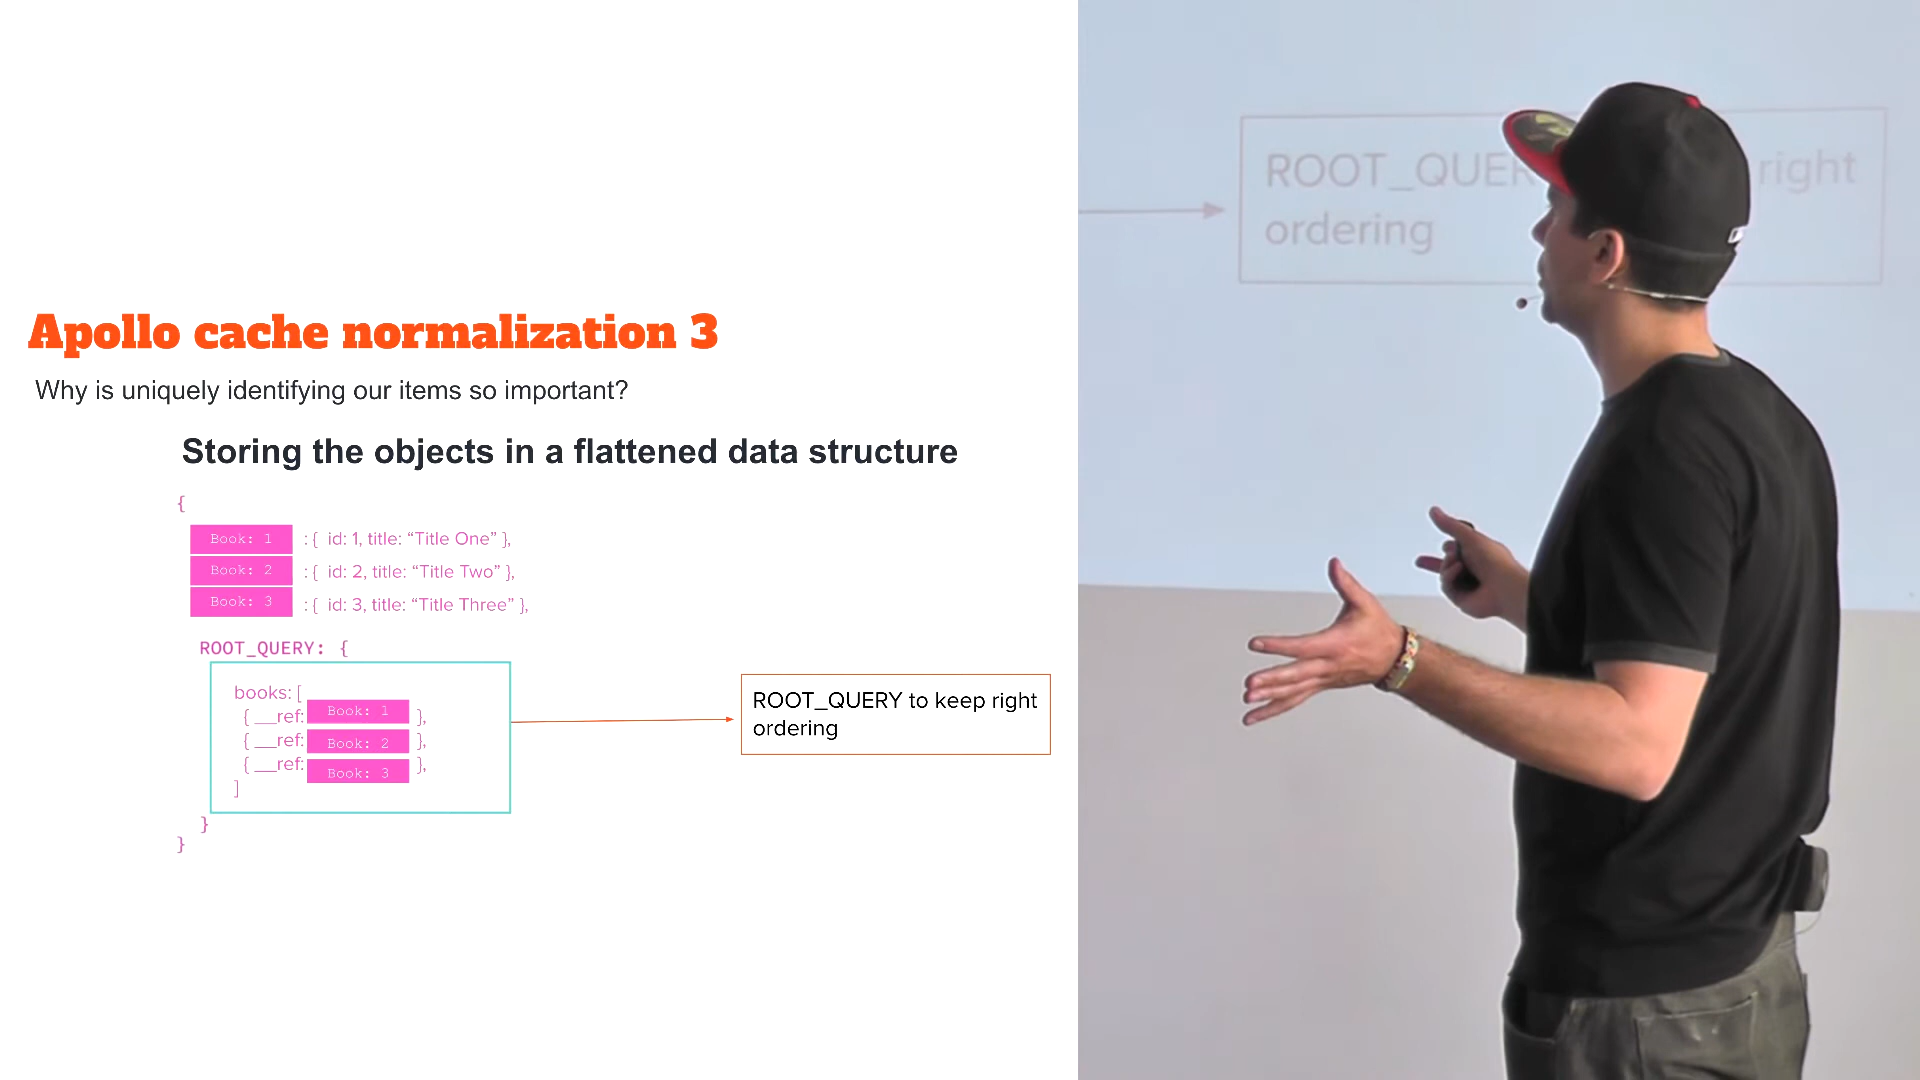 Apollo cache normalization 3
Why is uniquely identifying our items so important?
Storing the objects in a flattened data structure
{
Book: 1 : { id: 1, title: “Title One” },
Book: 2 : { id: 2, title: “Title Two” },
Book: 3 : { id: 3, title: “Title Three” },
ROOT_QUERY: {
books: [
{ __ref: Book: 1 },
{ __ref: Book: 2 },
{ __ref: Book: 3 },
]
}
}
ROOT_QUERY to keep right
ordering
right
ordering